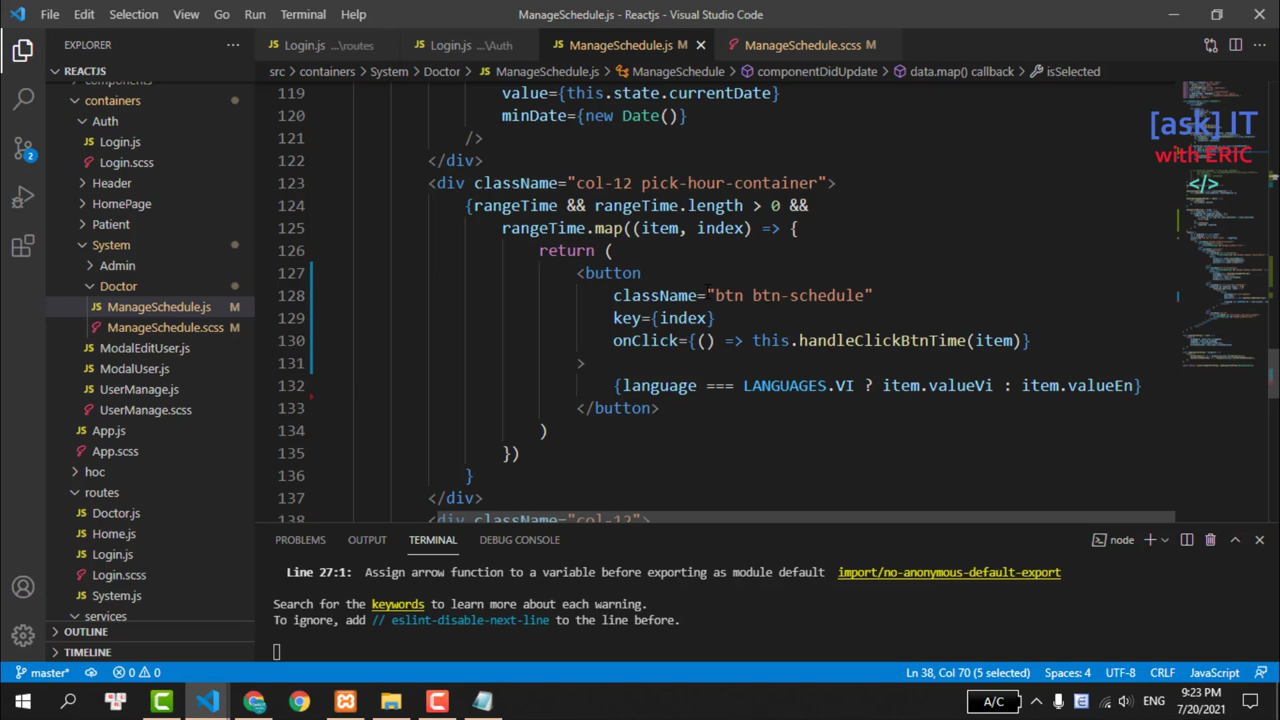 File Edit Selection View Go Run Terminal Help ManageSchedule.js - Reactjs - Visual Studio Code
EXPLORER
Login.js ...\routes Login.js ...\Auth ManageSchedule.js M ManageSchedule.scss M
REACTJS
src > containers > System > Doctor > ManageSchedule.js > ManageSchedule > componentDidUpdate > data.map() callback > isSelected
components
containers
Auth
Login.js
Login.scss
Header
HomePage
Patient
System
Admin
Doctor
ManageSchedule.js M
ManageSchedule.scss M
ModalEditUser.js
ModalUser.js
UserManage.js
UserManage.scss
App.js
App.scss
hoc
routes
Doctor.js
Home.js
Login.js
Login.scss
System.js
services
OUTLINE
TIMELINE
2
119 value={this.state.currentDate}
120 minDate={new Date()}
121 />
122 </div>
123 <div className="col-12 pick-hour-container">
124 {rangeTime && rangeTime.length > 0 &&
125 rangeTime.map((item, index) => {
126 return (
127 <button
128 className="btn btn-schedule"
129 key={index}
130 onClick={() => this.handleClickBtnTime(item)}
131 >
132 {language === LANGUAGES.VI ? item.valueVi : item.valueEn}
133 </button>
134 )
135 })
136 }
137 </div>
138 <div className="col-12">
[ask] IT
with ERIC
</>
PROBLEMS OUTPUT TERMINAL DEBUG CONSOLE node
Line 27:1: Assign arrow function to a variable before exporting as module default import/no-anonymous-default-export
Search for the keywords to learn more about each warning.
To ignore, add // eslint-disable-next-line to the line before.
master* 0 0 Ln 38, Col 70 (5 selected) Spaces: 4 UTF-8 CRLF JavaScript
A/C ENG 9:23 PM
7/20/2021